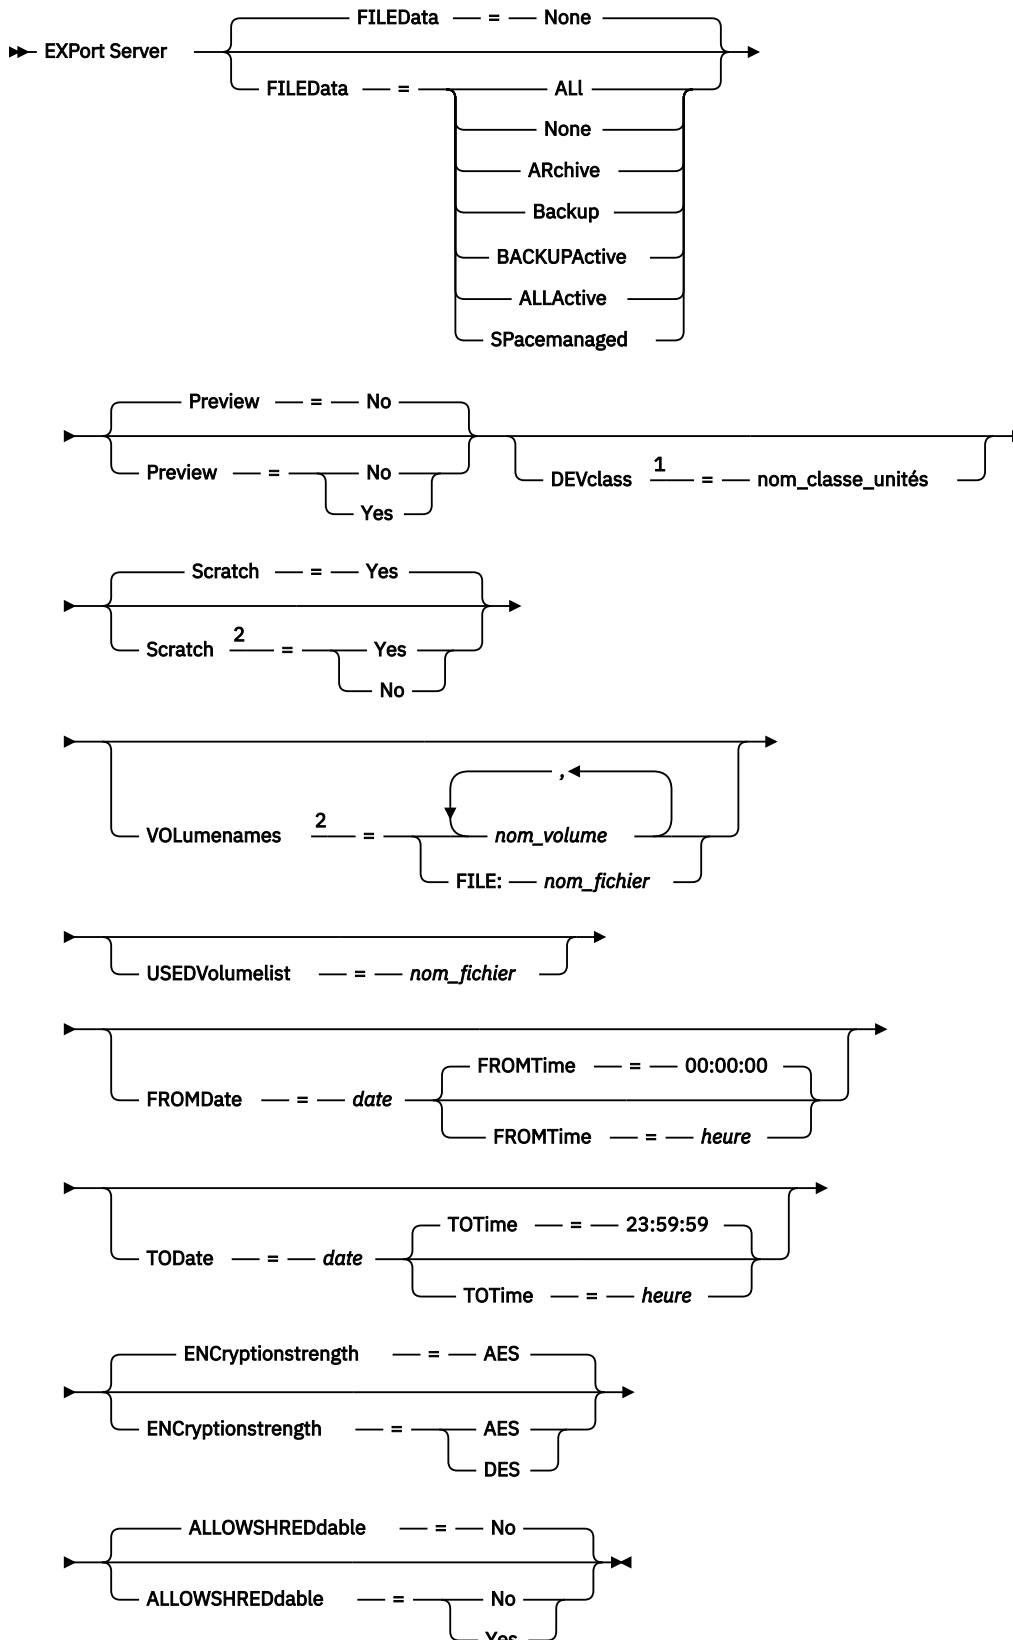 FILEData = None
EXPort Server
FILEData = ALl
None
ARchive
Backup
BACKUPActive
ALLActive
SPacemanaged
Preview = No
Preview = No
Yes
DEVclass 1 = nom_classe_unités
Scratch = Yes
Scratch 2 = Yes
No
,
VOLumenames 2 = nom_volume
FILE: nom_fichier
USEDVolumelist = nom_fichier
FROMTime = 00:00:00
FROMDate = date
FROMTime = heure
TOTime = 23:59:59
TODate = date
TOTime = heure
ENCryptionstrength = AES
ENCryptionstrength = AES
DES
ALLOWSHREDdable = No
ALLOWSHREDdable = No
Yes